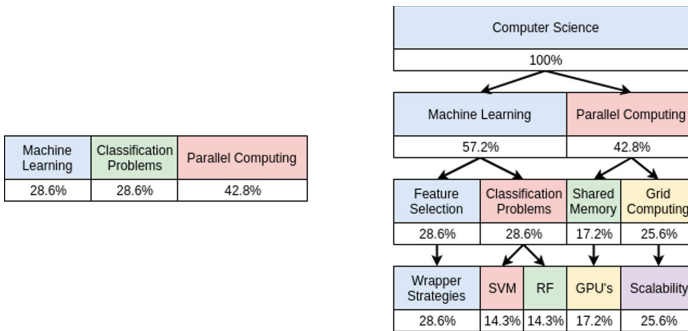 Machine
Learning
Classification
Problems
Parallel Computing
28.6%
28.6%
42.8%
Computer Science
100%
Machine Learning
Parallel Computing
57.2%
42.8%
Feature
Selection
Classification
Problems
Shared
Memory
Grid
Computing
28.6%
28.6%
17.2%
25.6%
Wrapper
Strategies
SVM
RF
GPU's
Scalability
28.6%
14.3%
14.3%
17.2%
25.6%